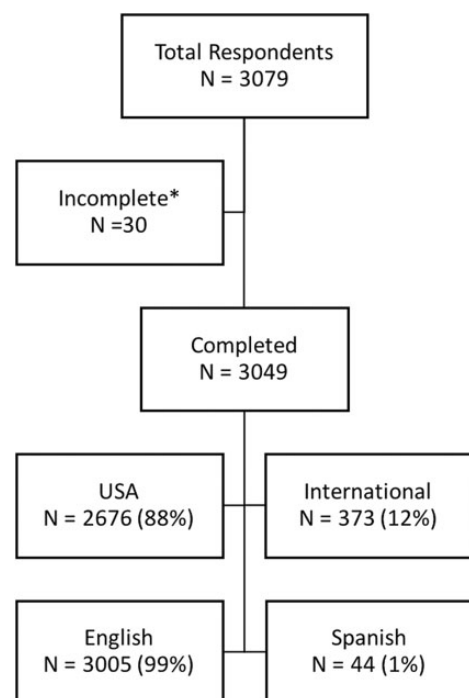 Total Respondents
N = 3079
Incomplete*
N =30
Completed
N = 3049
USA
N = 2676 (88%)
International
N = 373 (12%)
English
N = 3005 (99%)
Spanish
N = 44 (1%)